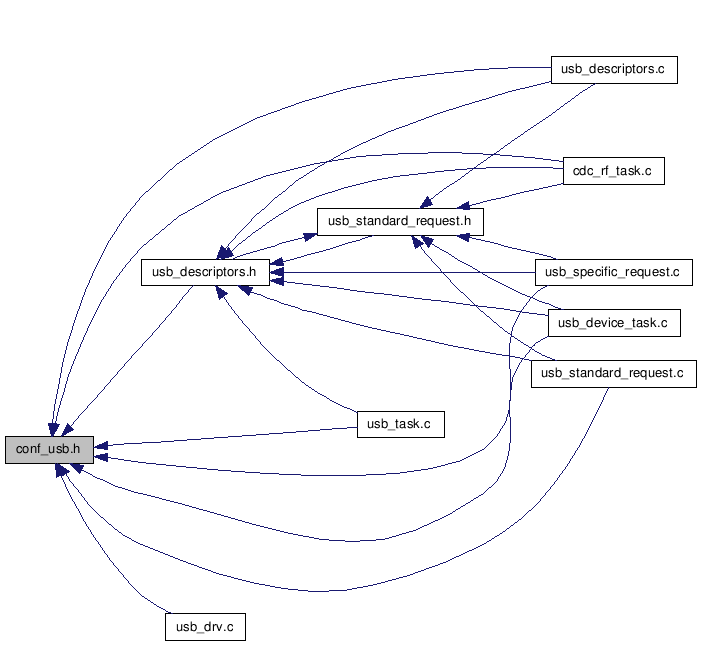 usb_descriptors.c
cdc_rf_task.c
usb_standard_request.h
usb_descriptors.h
usb_specific_request.c
usb_device_task.c
usb_standard_request.c
usb_task.c
conf_usb.h
usb_drv.c